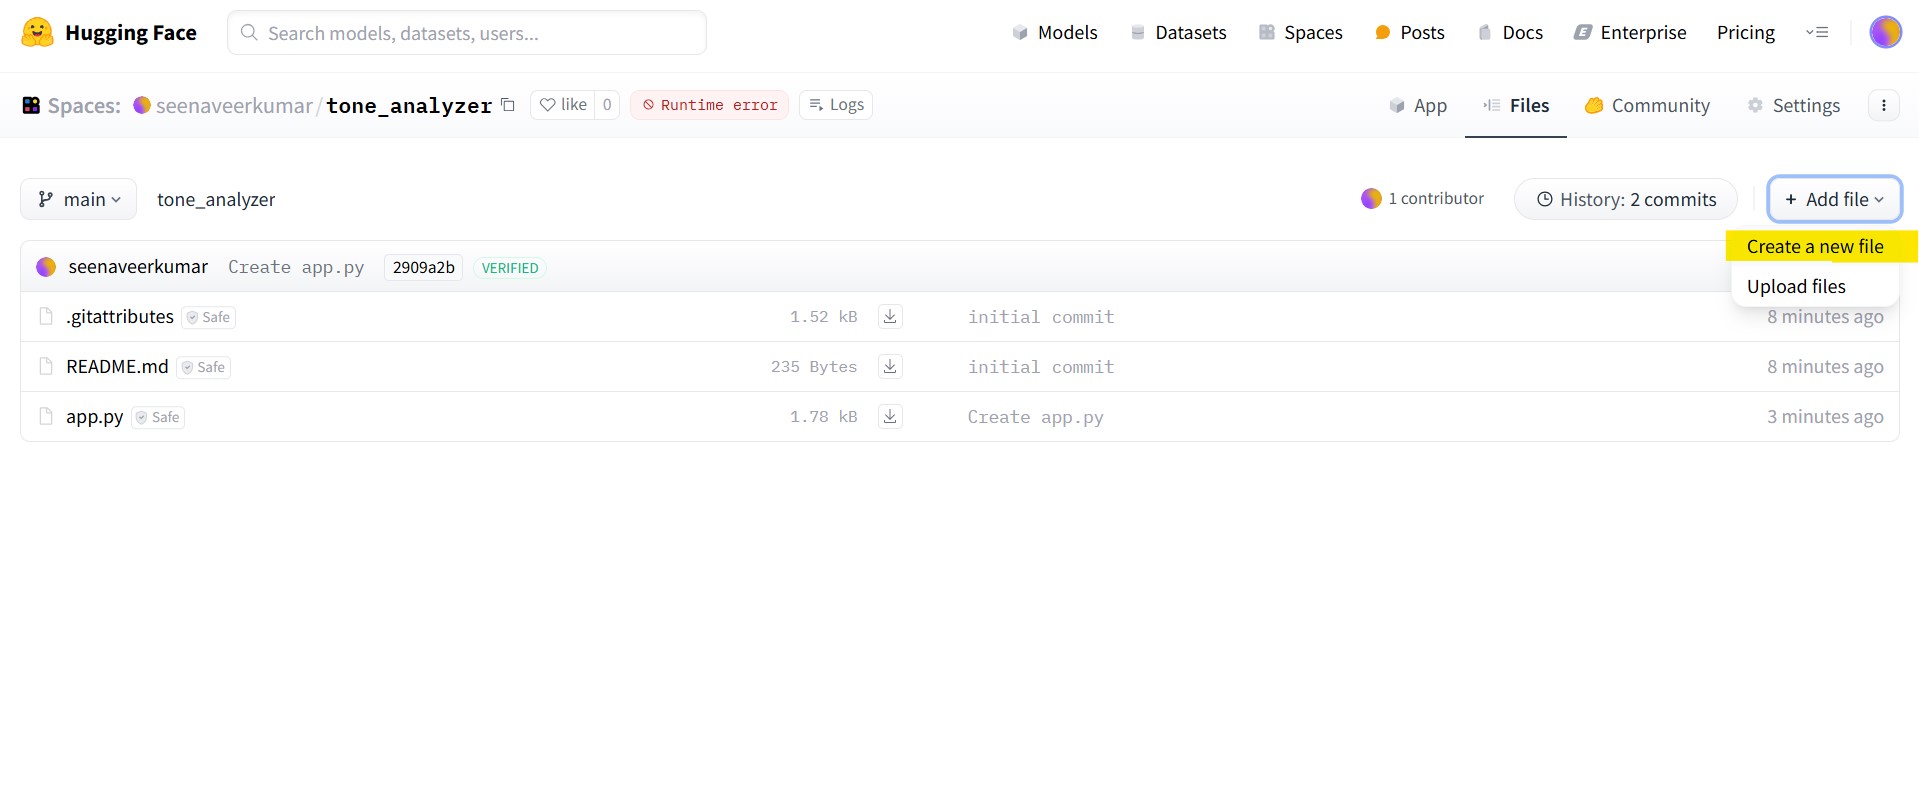 Hugging Face Search models, datasets, users... Models Datasets Spaces Posts Docs Enterprise Pricing
Spaces: seenaveerkumar/tone_analyzer like 0 Runtime error Logs App Files Community Settings
main tone_analyzer 1 contributor History: 2 commits + Add file
Create a new file
seenaveerkumar Create app.py 2909a2b VERIFIED
Upload files
.gitattributes Safe 1.52 kB initial commit 8 minutes ago
README.md Safe 235 Bytes initial commit 8 minutes ago
app.py Safe 1.78 kB Create app.py 3 minutes ago